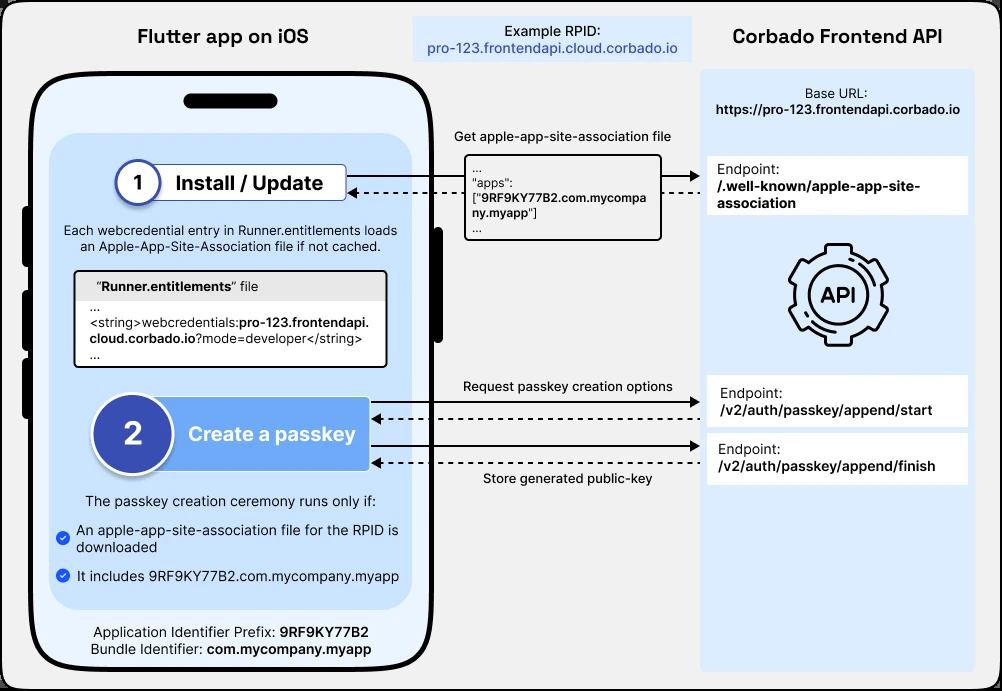 Flutter app on iOS
Example RPID:
pro-123.frontendapi.cloud.corbado.io
Corbado Frontend API
Base URL:
https://pro-123.frontendapi.corbado.io
Get apple-app-site-association file
1
Install / Update
...
"apps":
["9RF9KY77B2.com.mycompa
ny.myapp"]
...
Endpoint:
/.well-known/apple-app-site-
association
Each webcredential entry in Runner.entitlements loads
an Apple-App-Site-Association file if not cached.
“Runner.entitlements” file
...
<string>webcredentials:pro-123.frontendapi.
cloud.corbado.io?mode=developer</string>
...
API
2
Create a passkey
Request passkey creation options
Endpoint:
/v2/auth/passkey/append/start
Endpoint:
/v2/auth/passkey/append/finish
Store generated public-key
The passkey creation ceremony runs only if:
An apple-app-site-association file for the RPID is
downloaded
It includes 9RF9KY77B2.com.mycompany.myapp
Application Identifier Prefix: 9RF9KY77B2
Bundle Identifier: com.mycompany.myapp